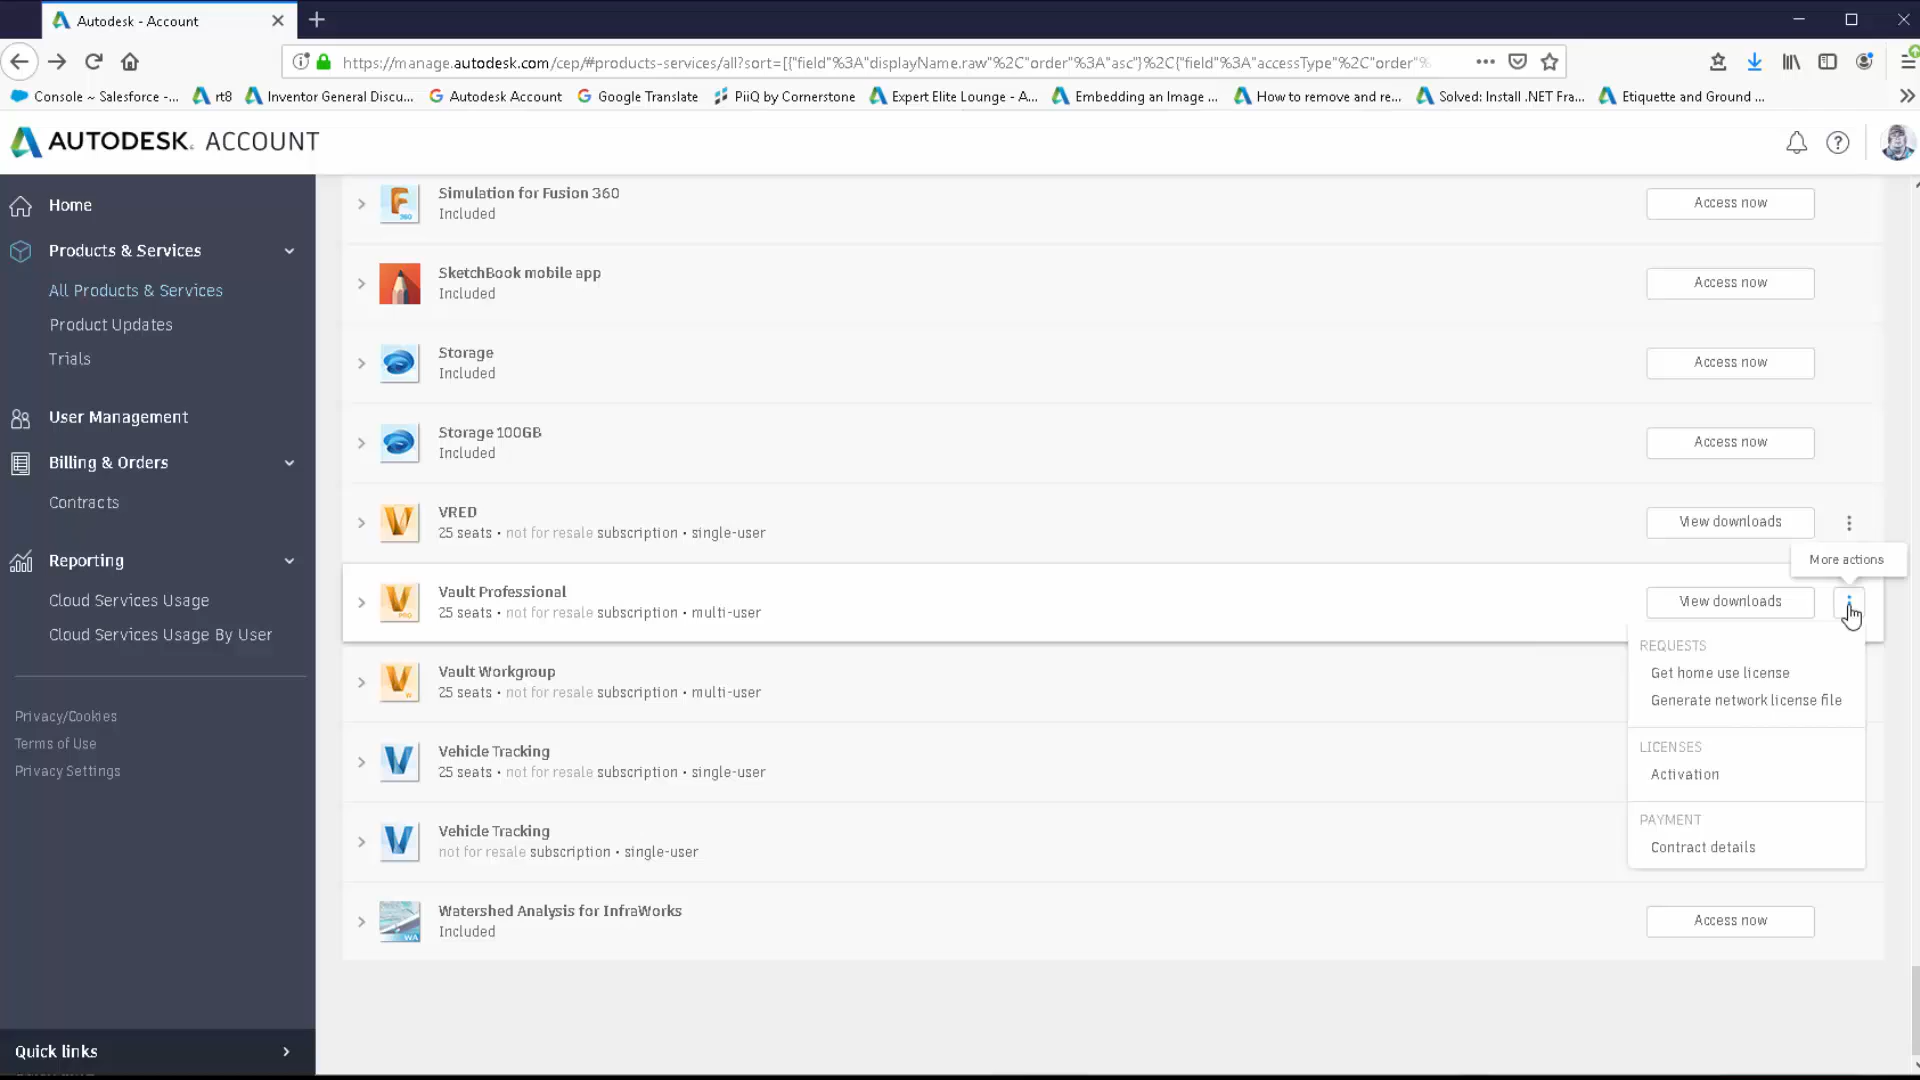 Autodesk - Account
https://manage.autodesk.com/cep/#products-services/all?sort=[{"field"%3A"displayName.raw"%2C"order"%3A"asc"}%2C{"field"%3A"accessType"%2C"order"%
Console ~ Salesforce -...
rt8
Inventor General Discu...
Autodesk Account
Google Translate
PiiQ by Cornerstone
Expert Elite Lounge - A...
Embedding an Image ...
How to remove and re...
Solved: Install .NET Fra...
Etiquette and Ground ...
AUTODESK. ACCOUNT
Home
Products & Services
All Products & Services
Product Updates
Trials
User Management
Billing & Orders
Contracts
Reporting
Cloud Services Usage
Cloud Services Usage By User
Privacy/Cookies
Terms of Use
Privacy Settings
Quick links
Simulation for Fusion 360
Included
Access now
SketchBook mobile app
Included
Access now
Storage
Included
Access now
Storage 100GB
Included
Access now
VRED
25 seats • not for resale subscription • single-user
View downloads
More actions
Vault Professional
25 seats • not for resale subscription • multi-user
View downloads
REQUESTS
Get home use license
Generate network license file
LICENSES
Activation
PAYMENT
Contract details
Vault Workgroup
25 seats • not for resale subscription • multi-user
Vehicle Tracking
25 seats • not for resale subscription • single-user
Vehicle Tracking
not for resale subscription • single-user
Watershed Analysis for InfraWorks
Included
Access now